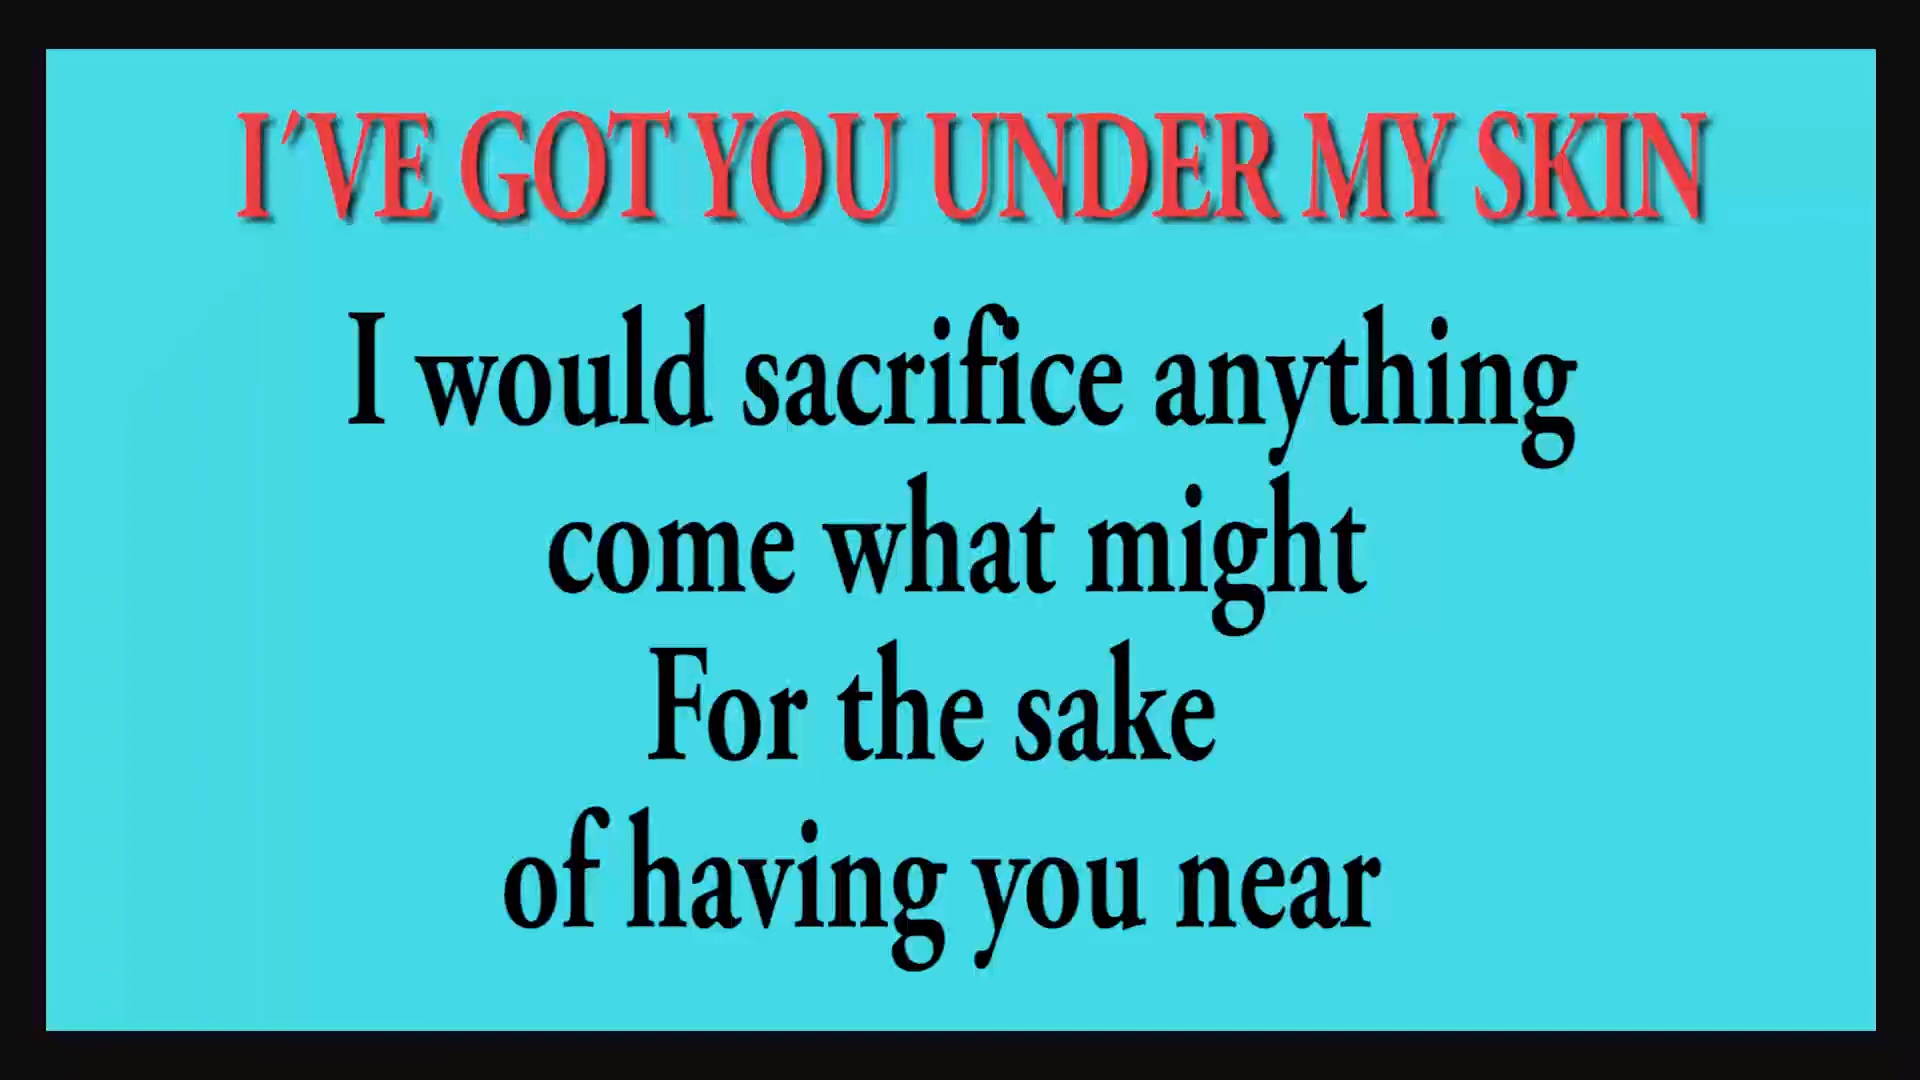 I´VE GOT YOU UNDER MY SKIN
I would sacrifice anything
come what might
For the sake
of having you near